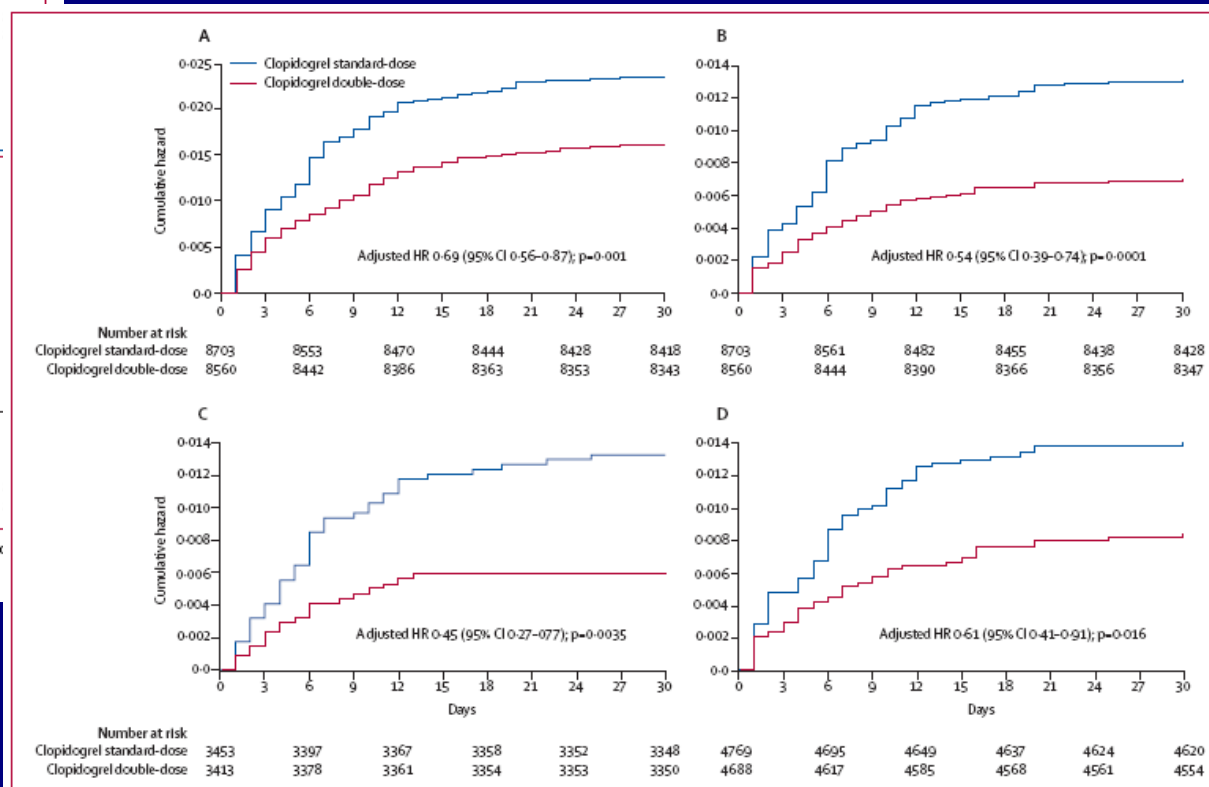 A
Clopidogrel standard-dose
Clopidogrel double-dose
0·025
0·020
0·015
0·010
0·005
0·0
Cumulative hazard
Adjusted HR 0·69 (95% CI 0·56–0·87); p=0·001
0 3 6 9 12 15 18 21 24 27 30
B
0·014
0·012
0·010
0·008
0·006
0·004
0·002
0·0
Adjusted HR 0·54 (95% CI 0·39–0·74); p=0·0001
0 3 6 9 12 15 18 21 24 27 30
Number at risk
Clopidogrel standard-dose 8703 8553 8470 8444 8428 8418 8703 8561 8482 8455 8438 8428
Clopidogrel double-dose 8560 8442 8386 8363 8353 8343 8560 8444 8390 8366 8356 8347
C
0·014
0·012
0·010
0·008
0·006
0·004
0·002
0·0
Cumulative hazard
Adjusted HR 0·45 (95% CI 0·27–077); p=0·0035
0 3 6 9 12 15 18 21 24 27 30
Days
D
0·014
0·012
0·010
0·008
0·006
0·004
0·002
0·0
Adjusted HR 0·61 (95% CI 0·41–0·91); p=0·016
0 3 6 9 12 15 18 21 24 27 30
Days
Number at risk
Clopidogrel standard-dose 3453 3397 3367 3358 3352 3348 4769 4695 4649 4637 4624 4620
Clopidogrel double-dose 3413 3378 3361 3354 3353 3350 4688 4617 4585 4568 4561 4554